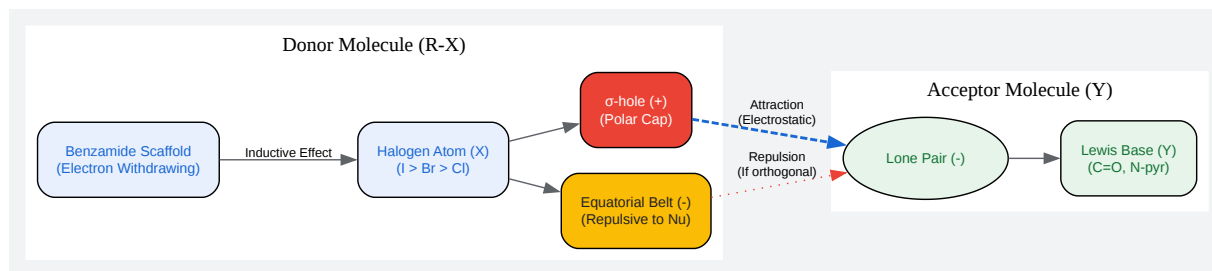 Donor Molecule (R-X)
Benzamide Scaffold
(Electron Withdrawing)
Inductive Effect
Halogen Atom (X)
(I > Br > Cl)
σ-hole (+)
(Polar Cap)
Equatorial Belt (-)
(Repulsive to Nu)
Attraction
(Electrostatic)
Repulsion
(If orthogonal)
Acceptor Molecule (Y)
Lone Pair (-)
Lewis Base (Y)
(C=O, N-pyr)